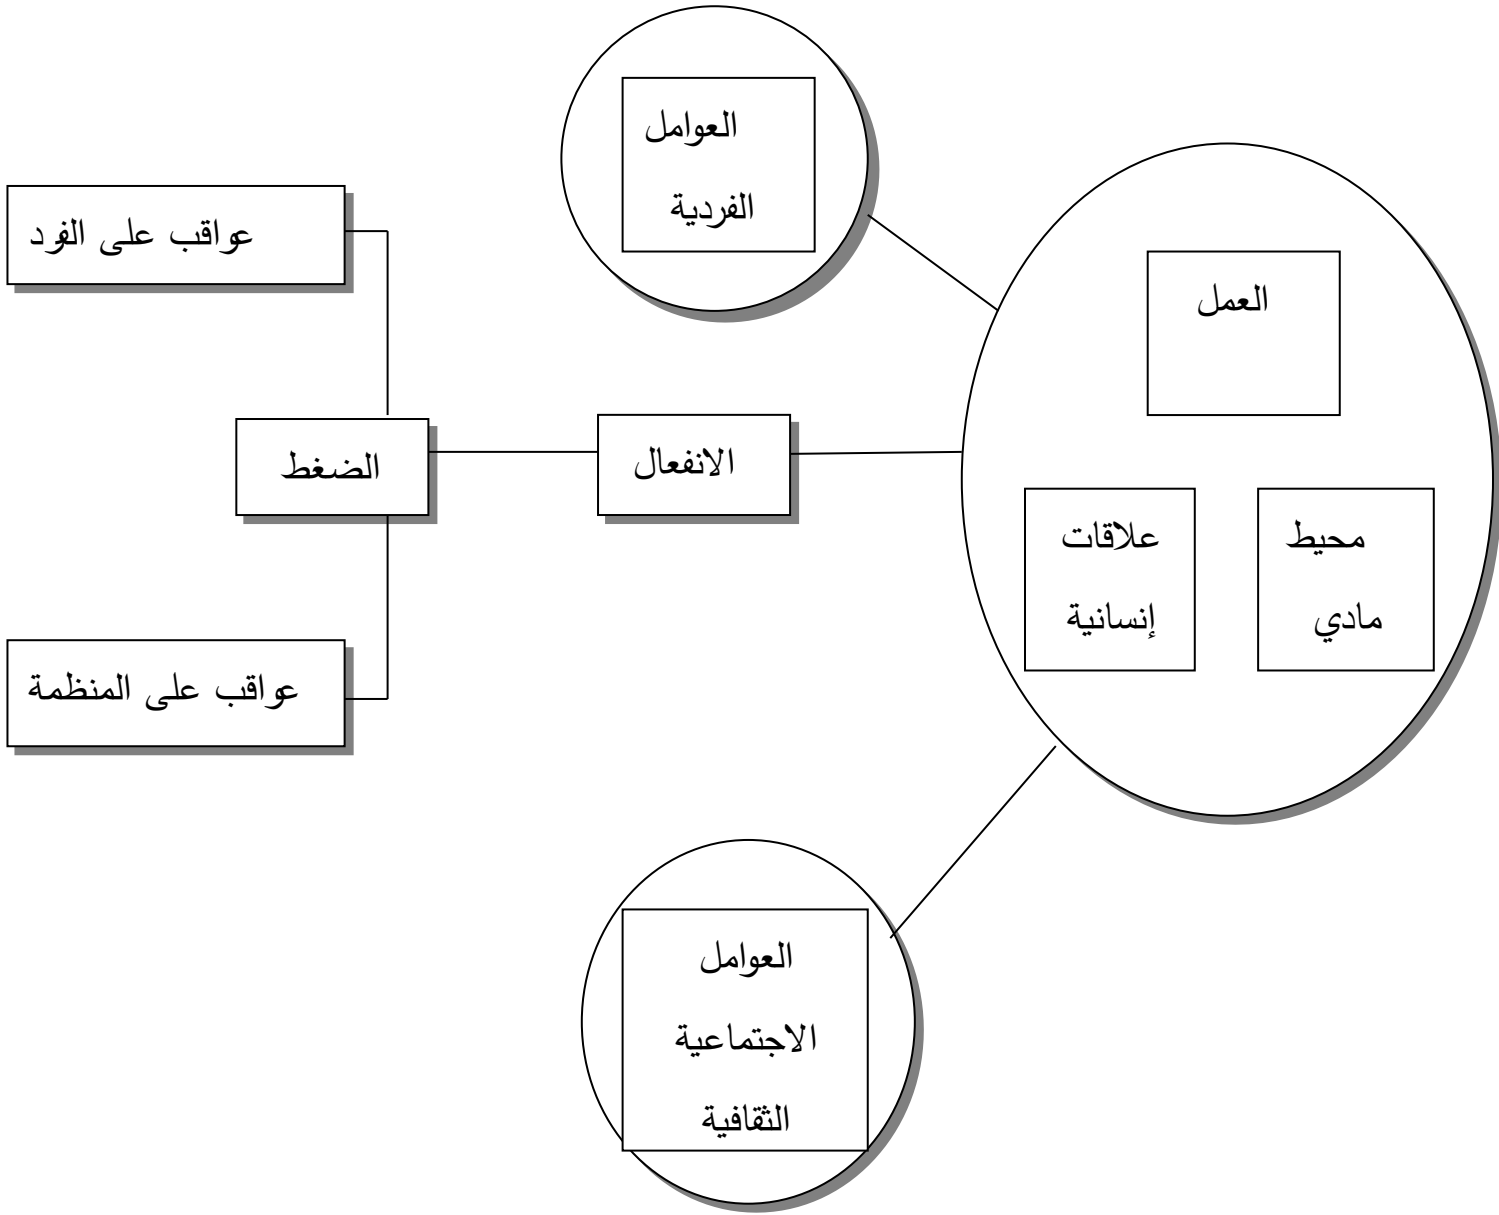 العوامل
الفردية
العمل
محيط
مادي
علاقات
إنسانية
الانفعال
الضغط
عواقب على الفرد
عواقب على المنظمة
العوامل
الاجتماعية
الثقافية